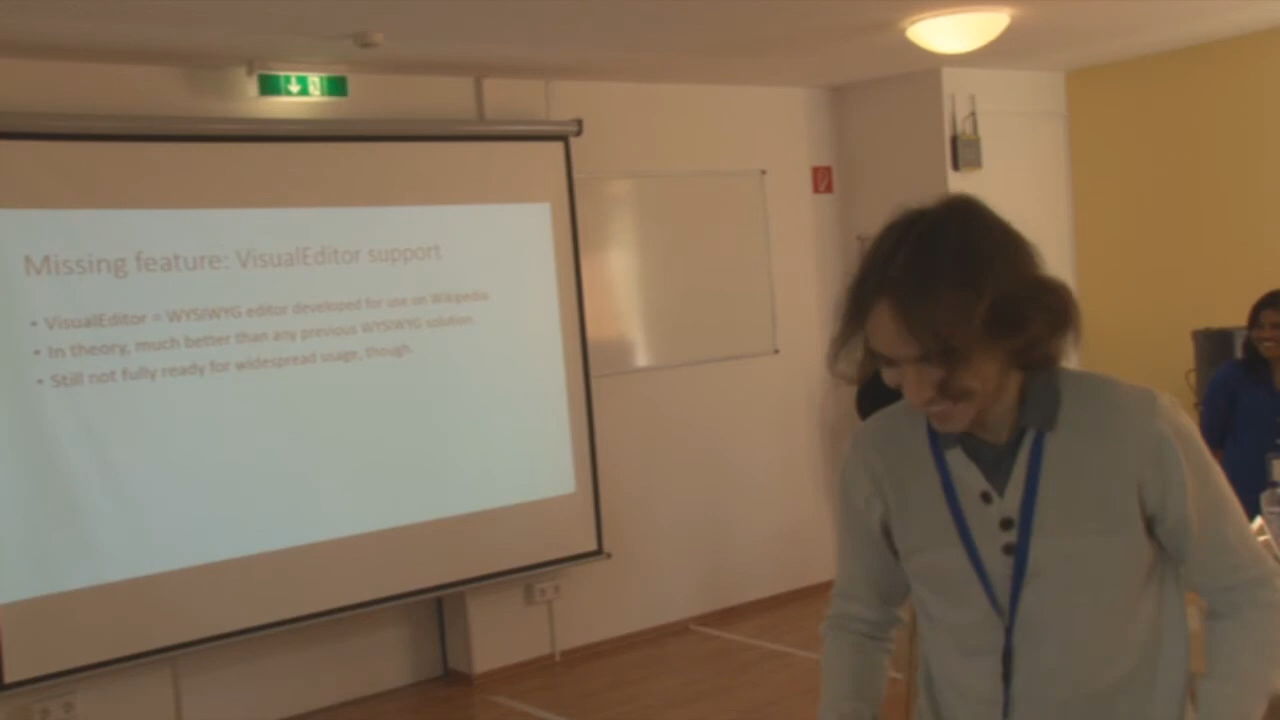 Missing feature: VisualEditor support
• VisualEditor = WYSIWYG editor developed for use on Wikipedia
• In theory, much better than any previous WYSIWYG solution.
• Still not fully ready for widespread usage, though.